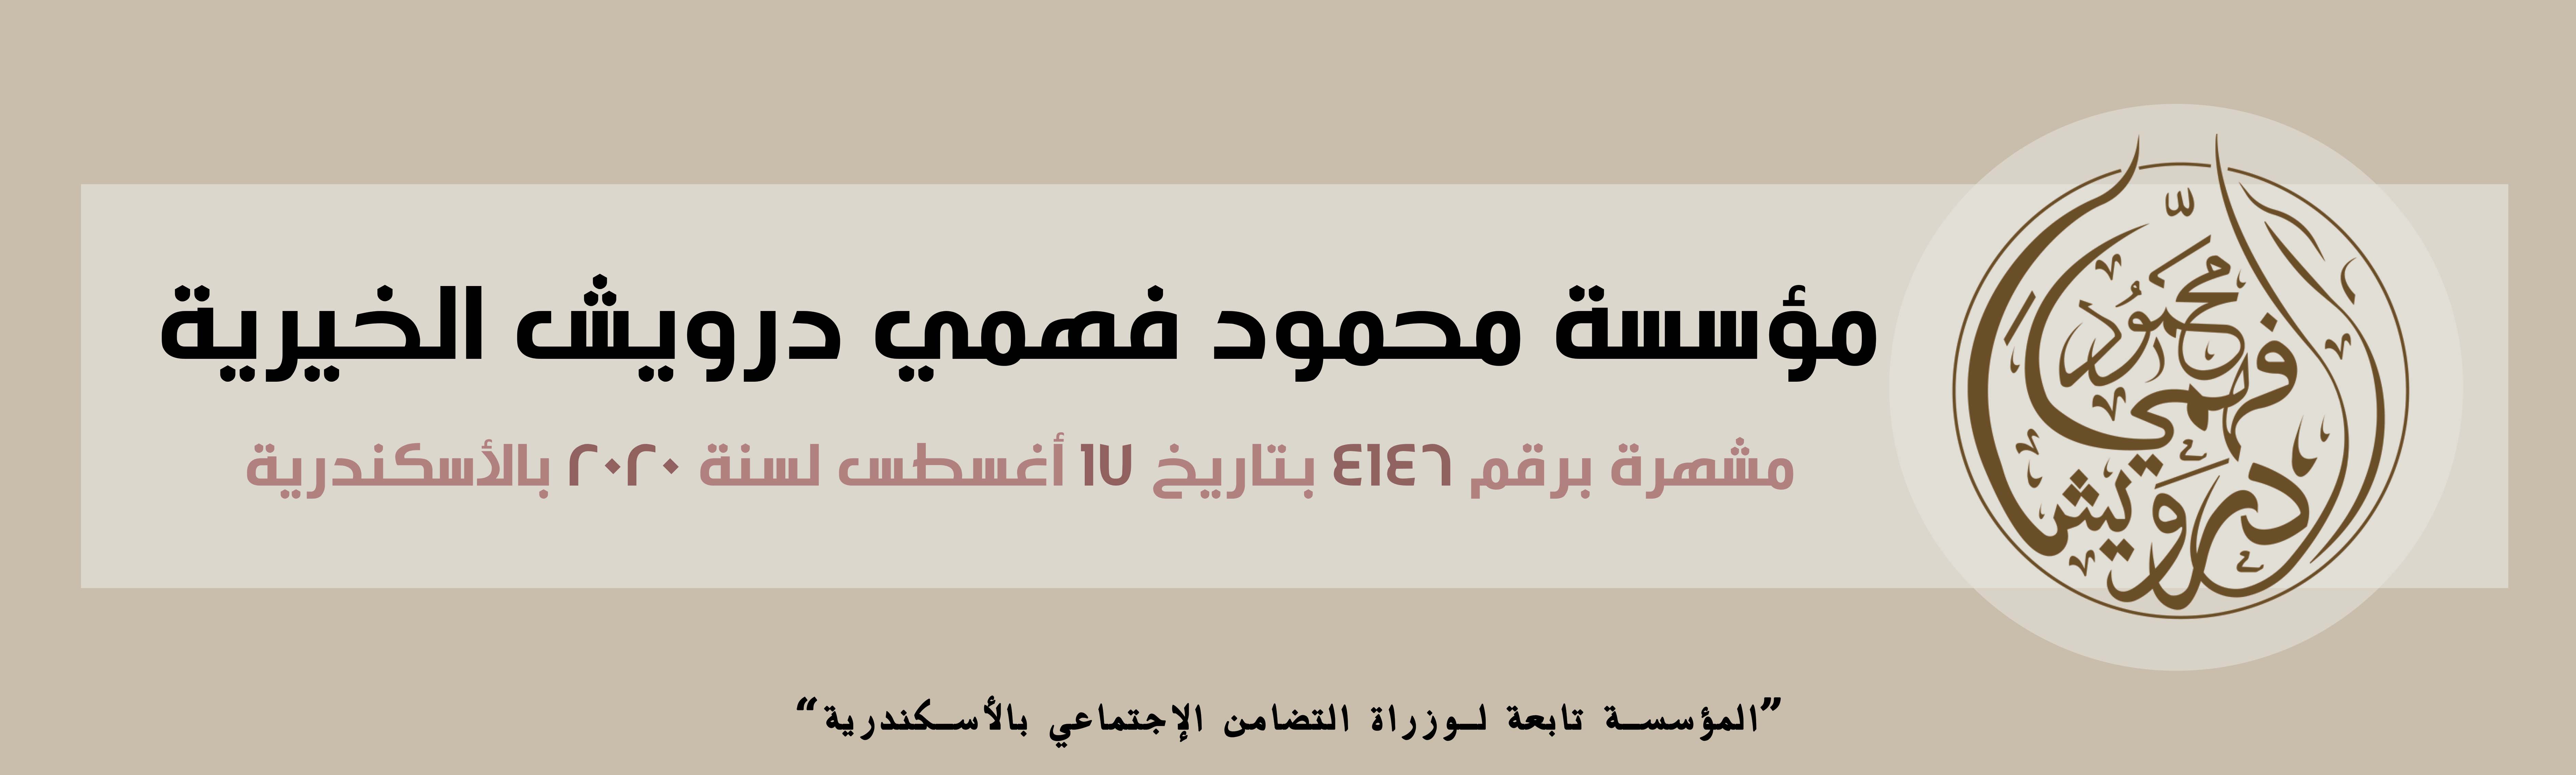 مؤسسة محمود فهمي درويش الخيرية
مشهرة برقم ٤١٤٦ بتاريخ ١٧ أغسطس لسنة ٢٠٢٠ بالأسكندرية
محمود
فهمي
درويش
"المؤسسة تابعة لوزراة التضامن الإجتماعي بالأسكندرية"